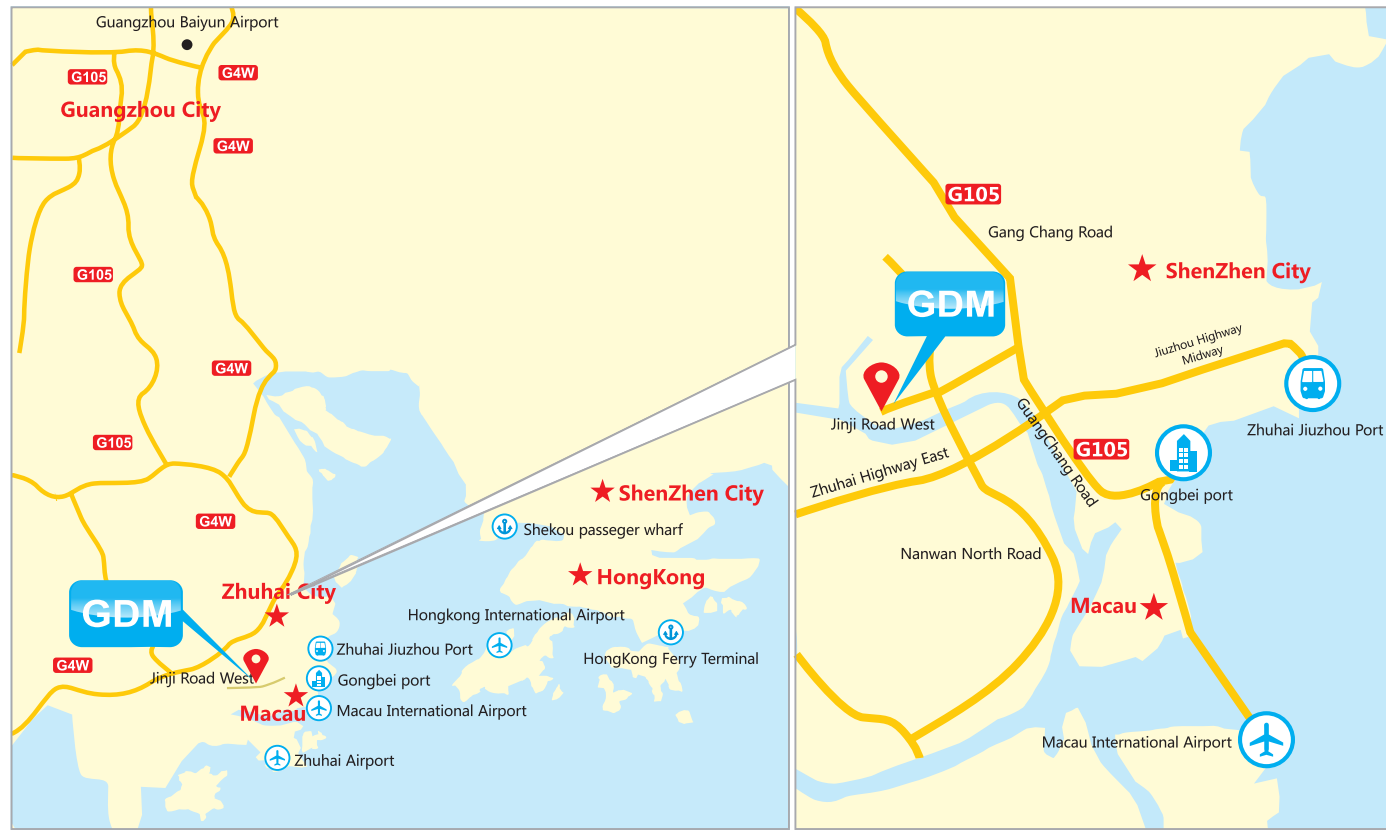 Guangzhou Baiyun Airport
G105
G4W
Guangzhou City
G4W
G105
G4W
G105
G4W
ShenZhen City
Shekou passeger wharf
HongKong
Zhuhai City
GDM
Hongkong International Airport
Zhuhai Jiuzhou Port
HongKong Ferry Terminal
G4W
Jinji Road West
Gongbei port
Macau
Macau International Airport
Zhuhai Airport
G105
Gang Chang Road
ShenZhen City
GDM
Jiuzhou Highway
Midway
Jinji Road West
GuangChang Road
Zhuhai Jiuzhou Port
G105
Zhuhai Highway East
Gongbei port
Nanwan North Road
Macau
Macau International Airport